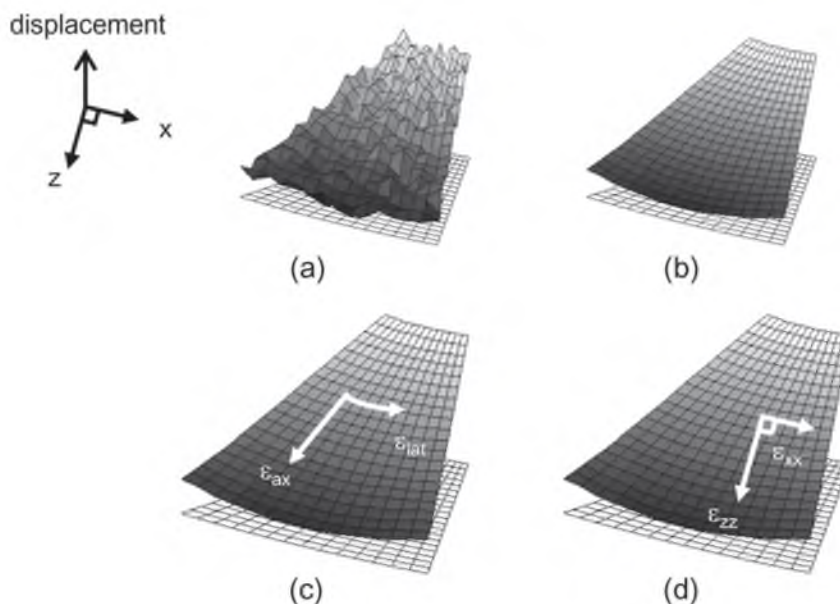 displacement
x
z
(a)
(b)
εlat
εax
(c)
εxx
εzz
(d)